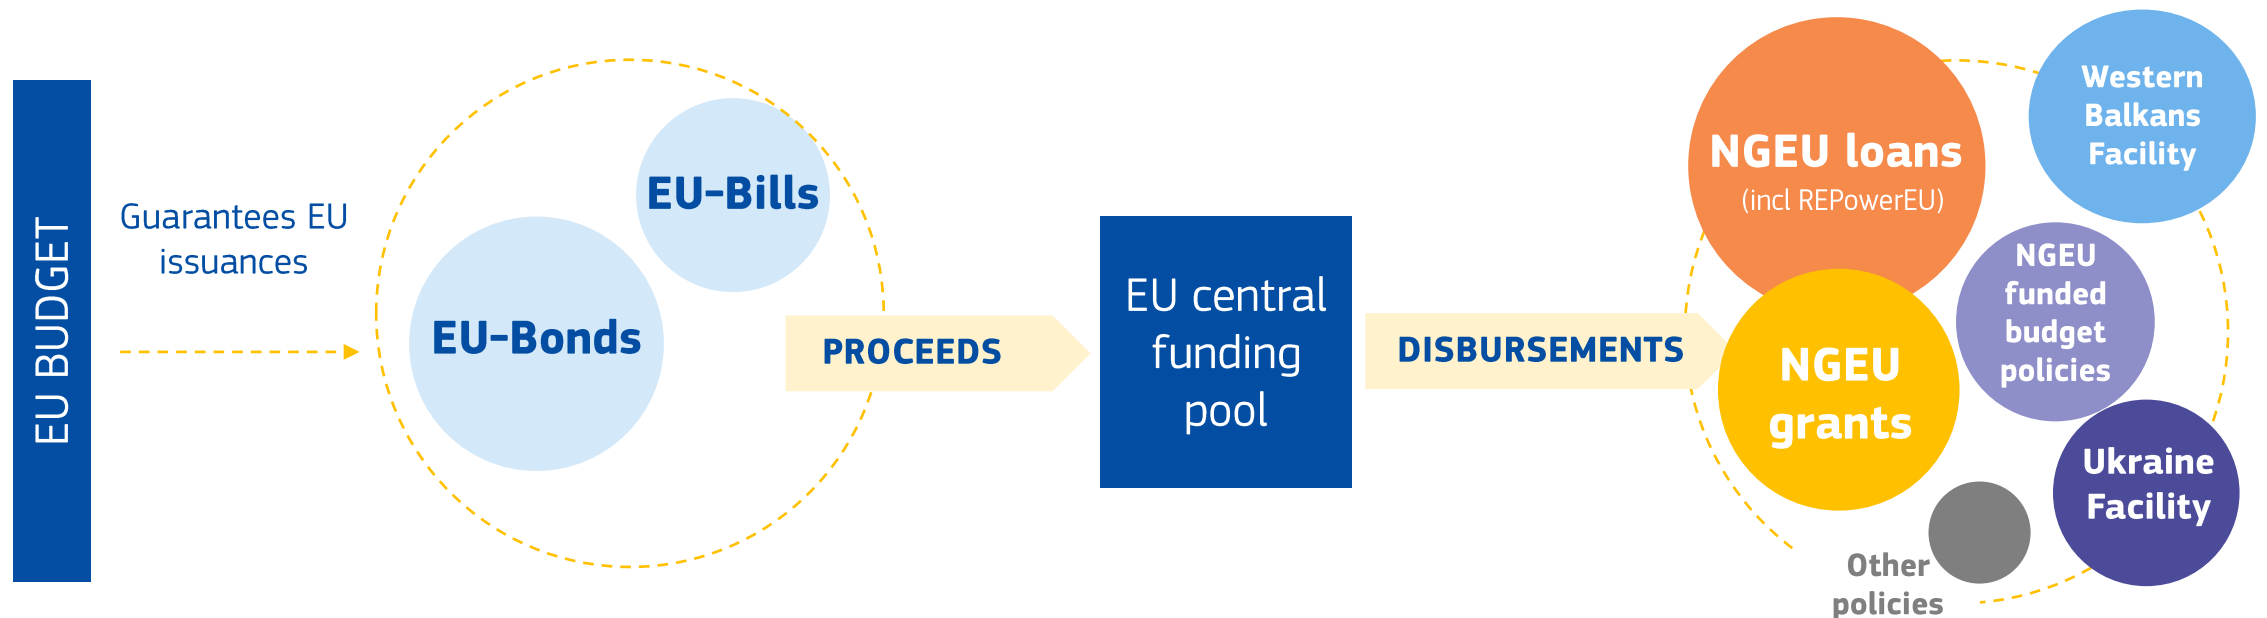 EU BUDGET
Guarantees EU
issuances
EU-Bills
EU-Bonds
PROCEEDS
EU central
funding
pool
DISBURSEMENTS
NGEU loans
(incl REPowerEU)
Western
Balkans
Facility
NGEU
funded
budget
policies
NGEU
grants
Ukraine
Facility
Other
policies